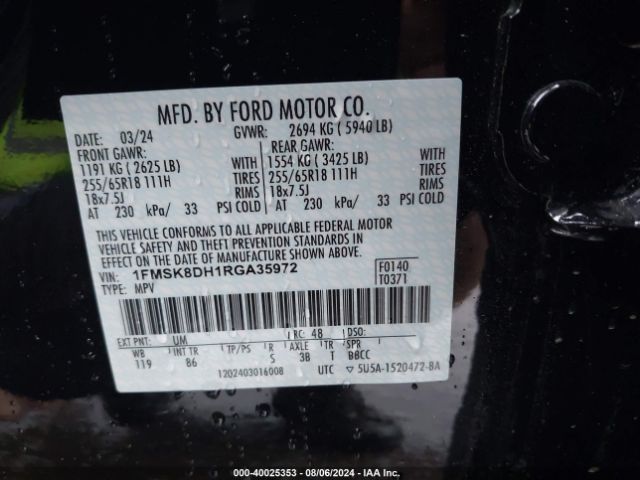 MFD. BY FORD MOTOR CO.
DATE: 03/24 GVWR: 2694 KG ( 5940 LB)
FRONT GAWR: REAR GAWR:
1191 KG ( 2625 LB) WITH 1554 KG ( 3425 LB) WITH
255/65R18 111H TIRES 255/65R18 111H TIRES
18x7.5J RIMS 18x7.5J RIMS
AT 230 kPa/ 33 PSI COLD AT 230 kPa/ 33 PSI COLD
THIS VEHICLE CONFORMS TO ALL APPLICABLE FEDERAL MOTOR
VEHICLE SAFETY AND THEFT PREVENTION STANDARDS IN
EFFECT ON THE DATE OF MANUFACTURE SHOWN ABOVE.
VIN: 1FMSK8DH1RGA35972 F0140
TYPE: MPV T0371
EXT PNT: UM RC: 48 DSO:
WB INT TR TP/PS R AXLE TR SPR
119 86 S 3B T BBCC
1202403016008 UTC ▽ 5U5A-1520472-BA
000-40025353 - 08/06/2024 - IAA Inc.